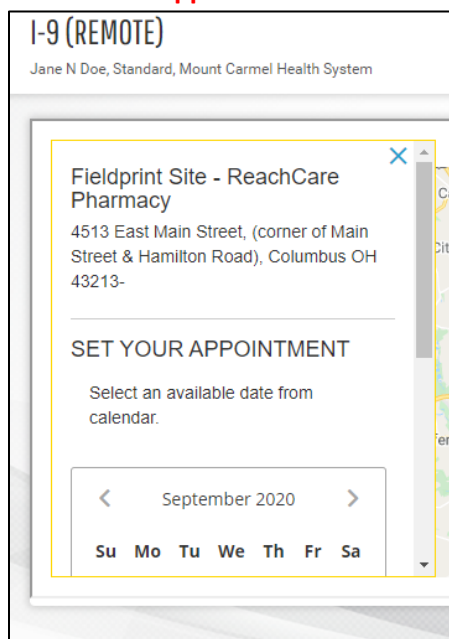 I-9 (REMOTE)
Jane N Doe, Standard, Mount Carmel Health System
Fieldprint Site - ReachCare
Pharmacy
4513 East Main Street, (corner of Main
Street & Hamilton Road), Columbus OH
43213-
SET YOUR APPOINTMENT
Select an available date from
calendar.
September 2020
Su Mo Tu We Th Fr Sa